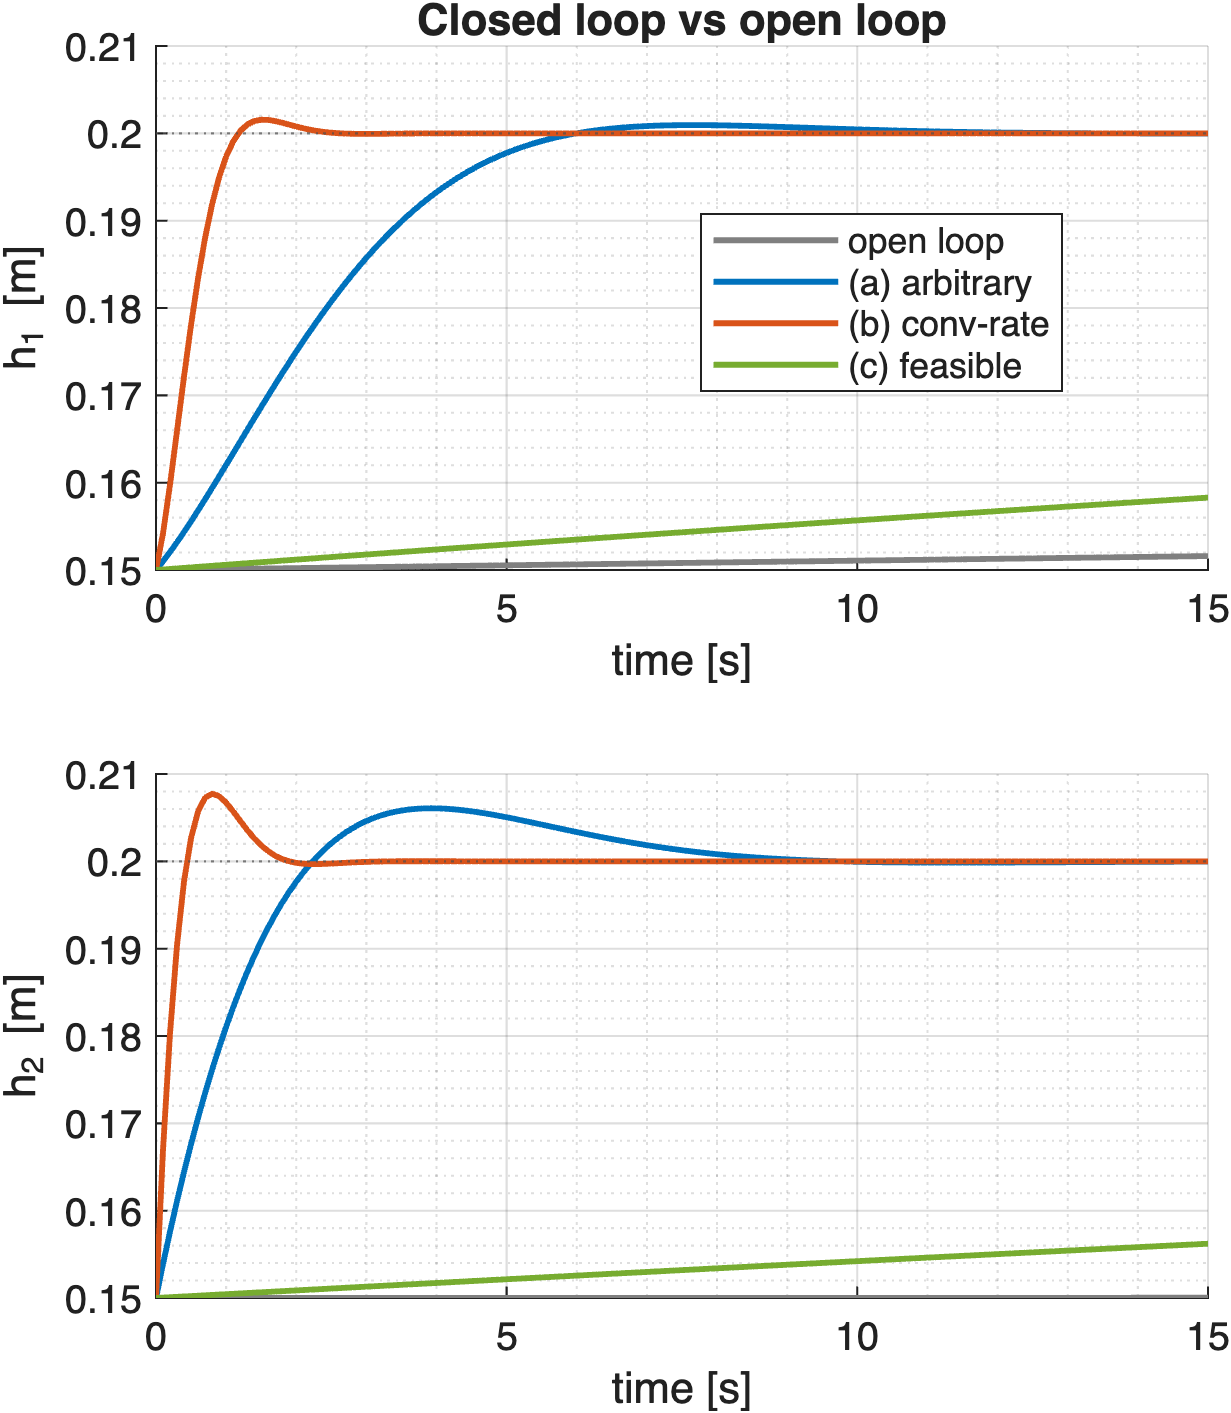 Closed loop vs open loop
0.21
0.2
0.19
0.18
0.17
0.16
0.15
h₁ [m]
open loop
(a) arbitrary
(b) conv-rate
(c) feasible
0 5 10 15
time [s]
0.21
0.2
0.19
0.18
0.17
0.16
0.15
h₂ [m]
0 5 10 15
time [s]